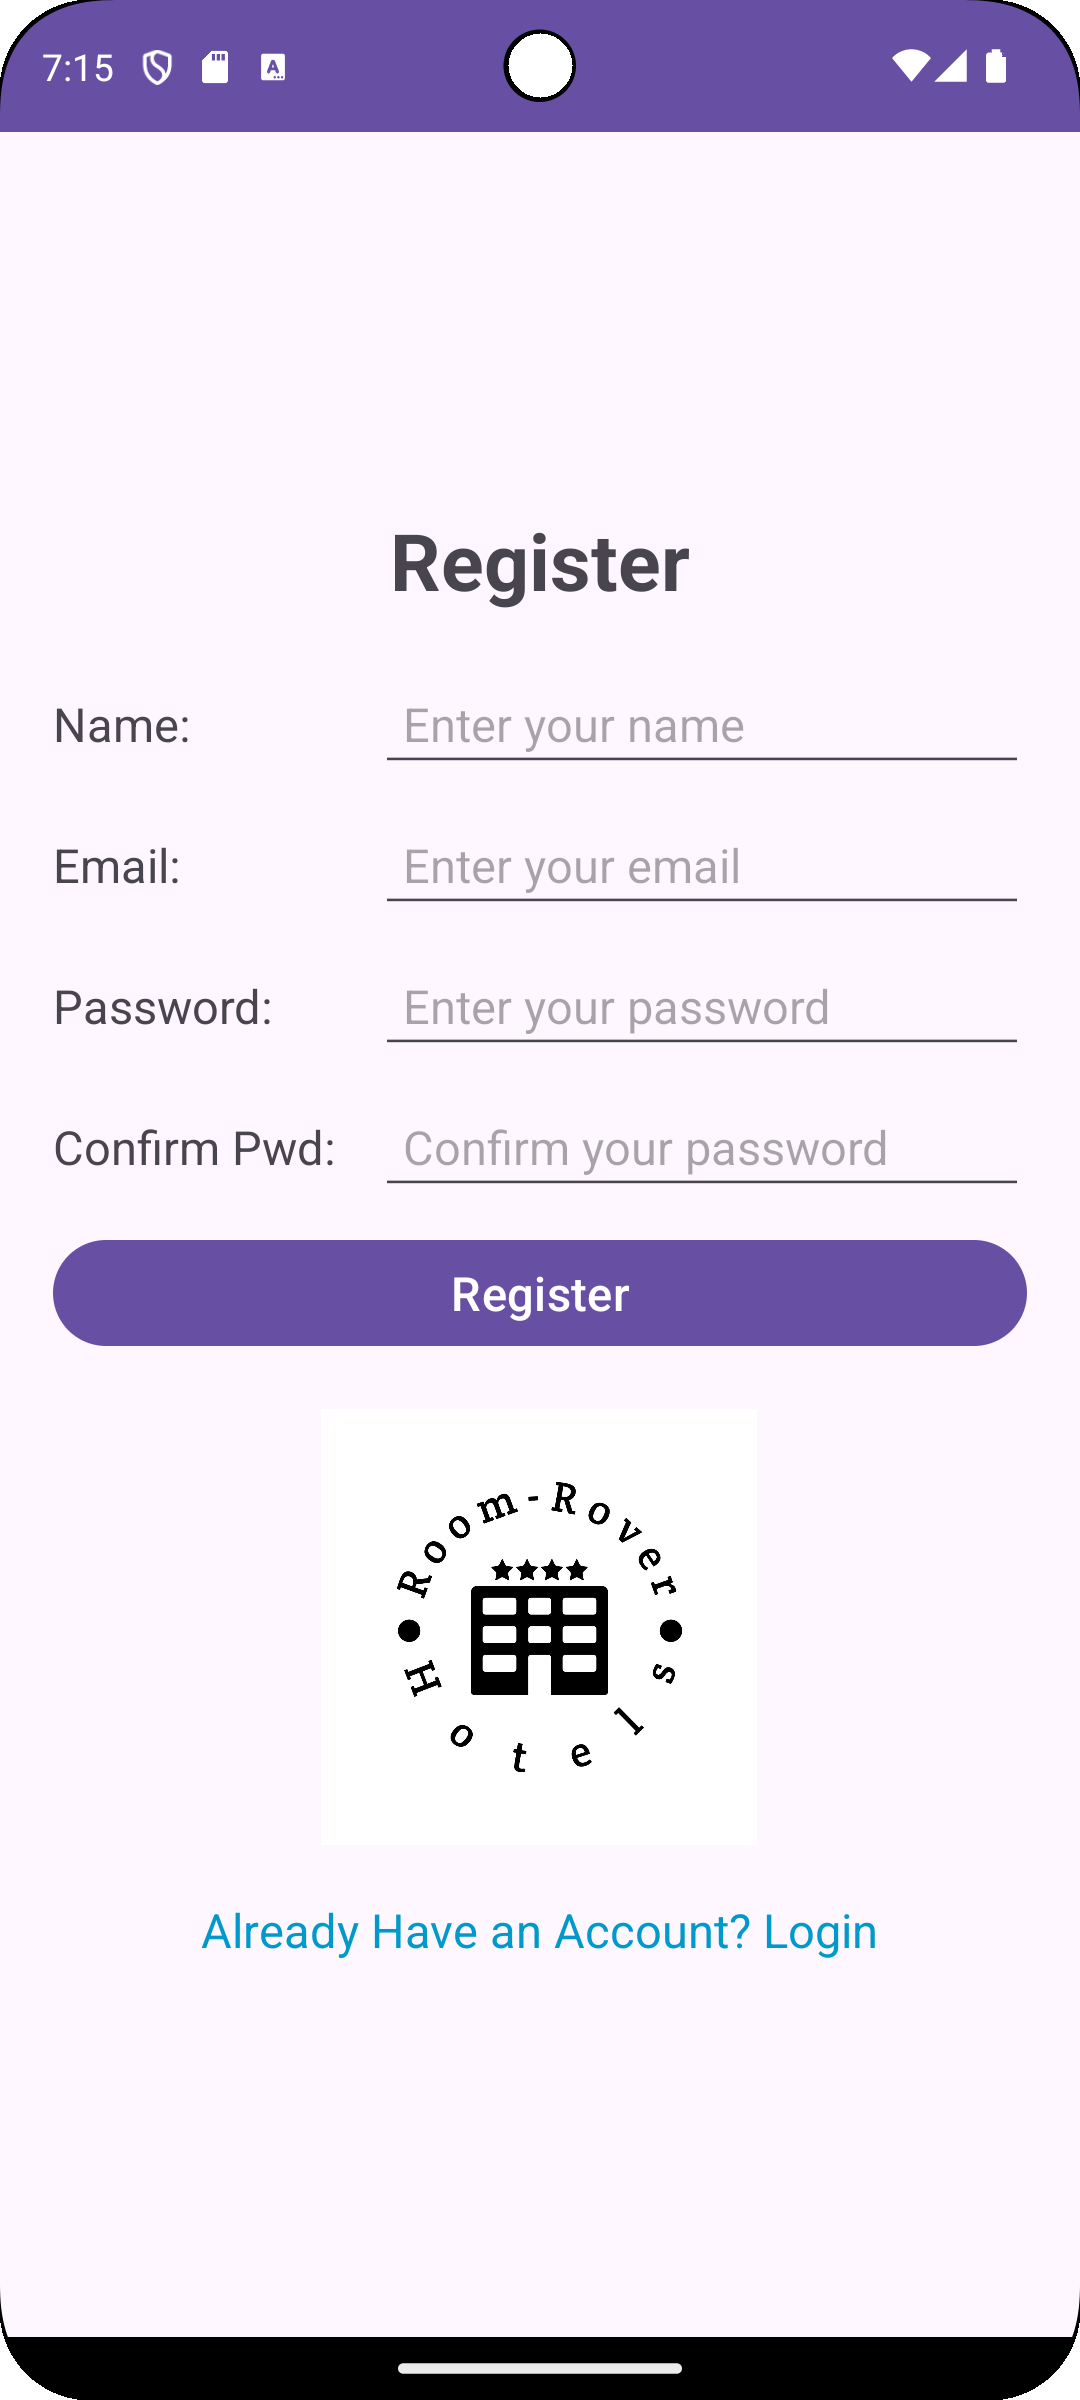 7:15
Register
Name: Enter your name
Email: Enter your email
Password: Enter your password
Confirm Pwd: Confirm your password
Register
Room-Rover
Hotels
Already Have an Account? Login